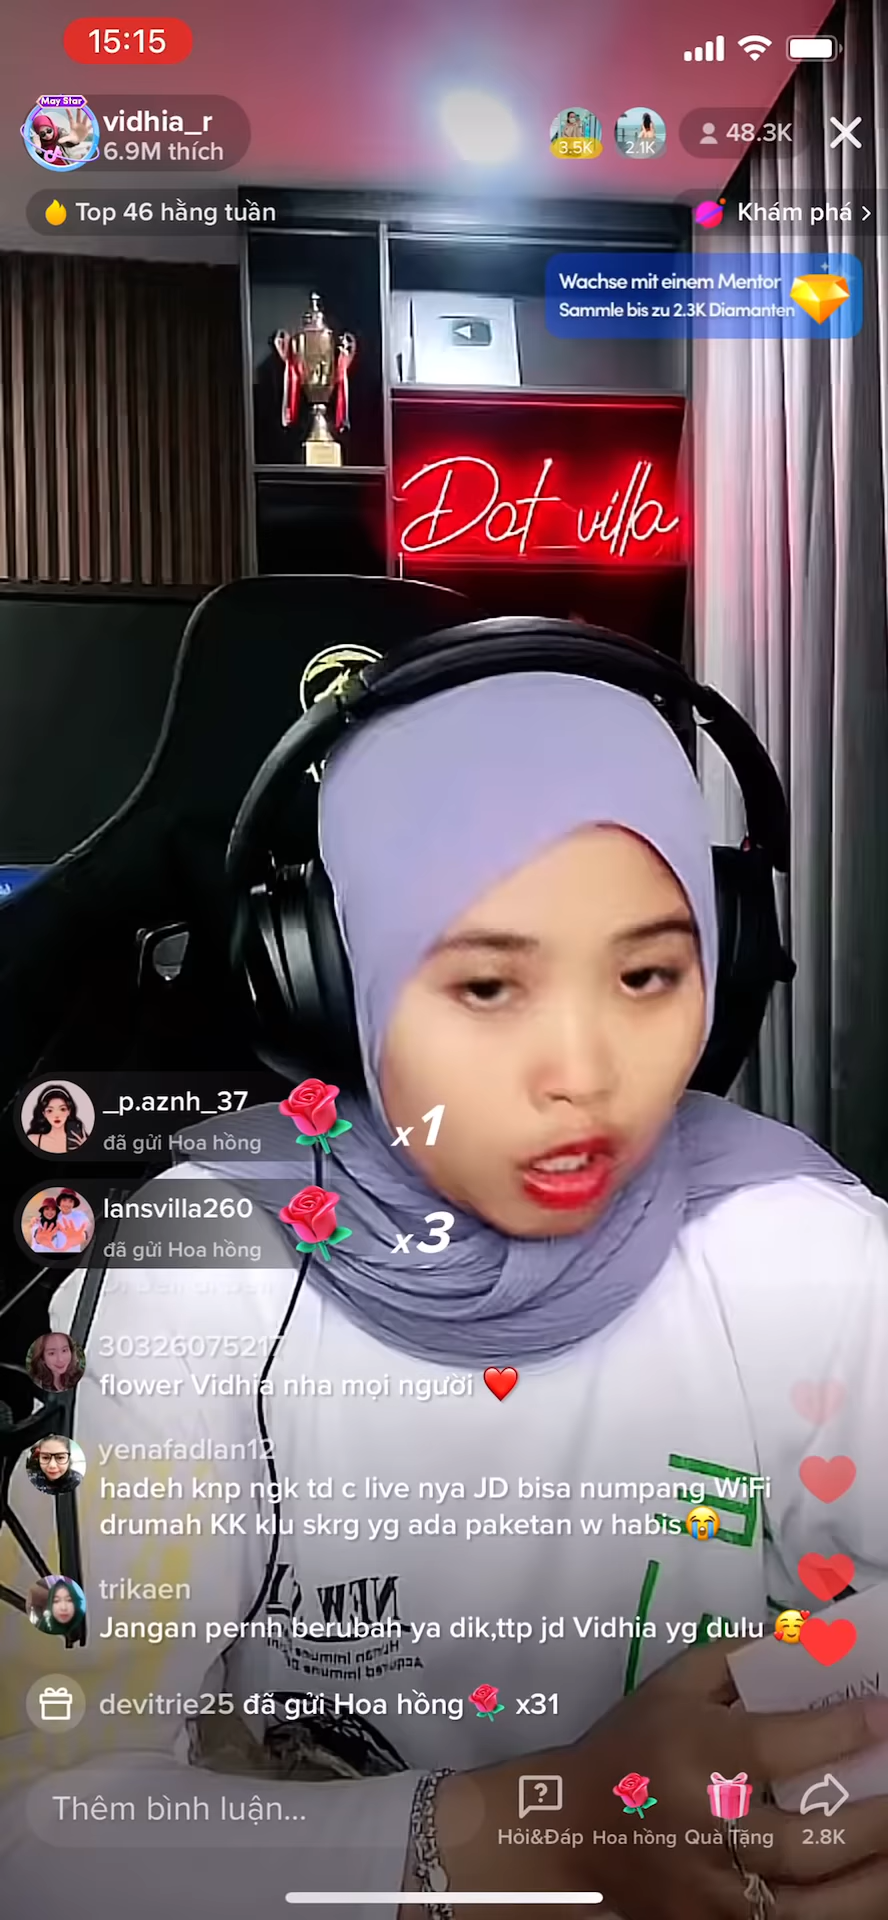 15:15
May Star
vidhia_r
6.9M thích
3.5K
2.1K
48.3K
Top 46 hằng tuần
Khám phá >
Wachse mit einem Mentor
Sammle bis zu 2.3K Diamanten
Dot villa
_p.aznh_37
đã gửi Hoa hồng
x1
lansvilla260
đã gửi Hoa hồng
x3
30326075217
flower Vidhia nha mọi người ❤️
yenafadlan12
hadeh knp ngk td c live nya JD bisa numpang WiFi
drumah KK klu skrg yg ada paketan w habis😭
trikaen
Jangan pernh berubah ya dik,ttp jd Vidhia yg dulu 🥰
NEW
devitrie25 đã gửi Hoa hồng🌹 x31
Thêm bình luận...
Hỏi&Đáp
Hoa hồng
Quà Tặng
2.8K